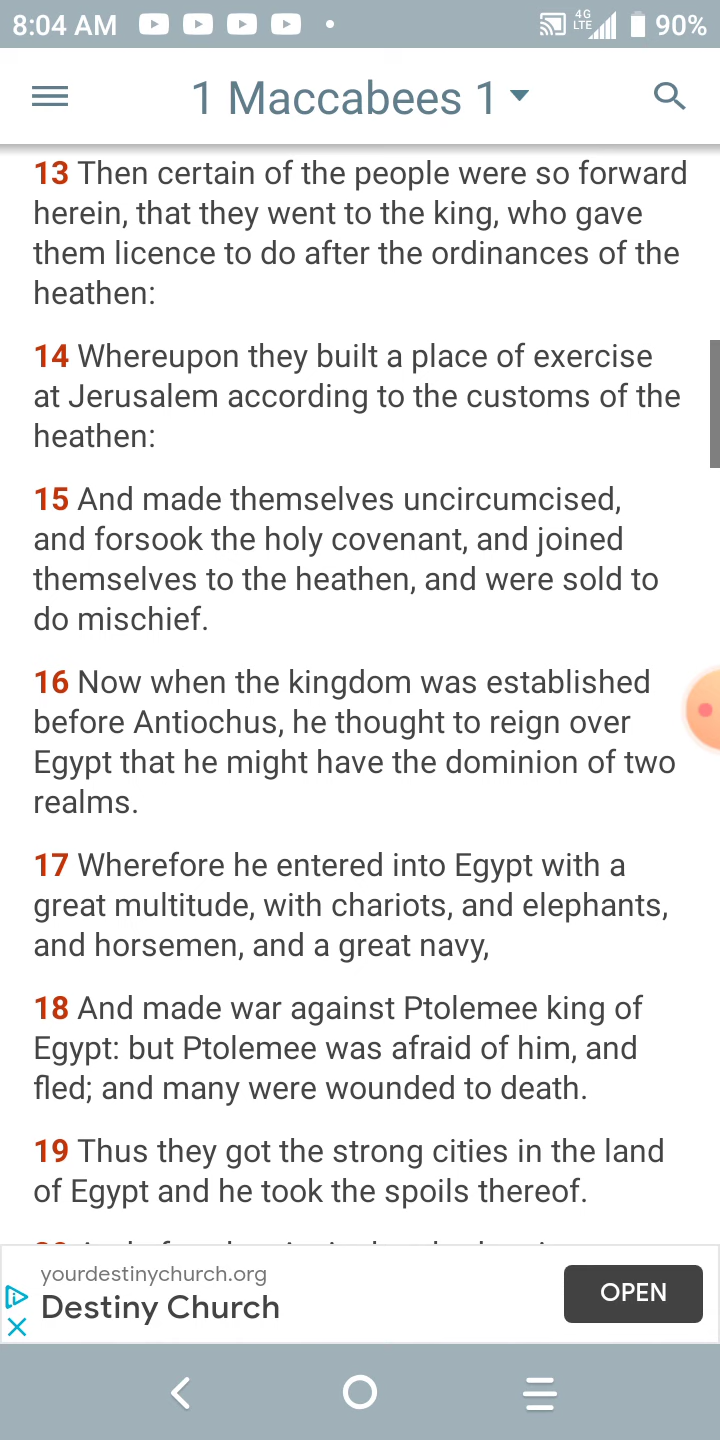 8:04 AM
4G
LTE
90%
1 Maccabees 1
13 Then certain of the people were so forward
herein, that they went to the king, who gave
them licence to do after the ordinances of the
heathen:
14 Whereupon they built a place of exercise
at Jerusalem according to the customs of the
heathen:
15 And made themselves uncircumcised,
and forsook the holy covenant, and joined
themselves to the heathen, and were sold to
do mischief.
16 Now when the kingdom was established
before Antiochus, he thought to reign over
Egypt that he might have the dominion of two
realms.
17 Wherefore he entered into Egypt with a
great multitude, with chariots, and elephants,
and horsemen, and a great navy,
18 And made war against Ptolemee king of
Egypt: but Ptolemee was afraid of him, and
fled; and many were wounded to death.
19 Thus they got the strong cities in the land
of Egypt and he took the spoils thereof.
yourdestinychurch.org
Destiny Church
OPEN